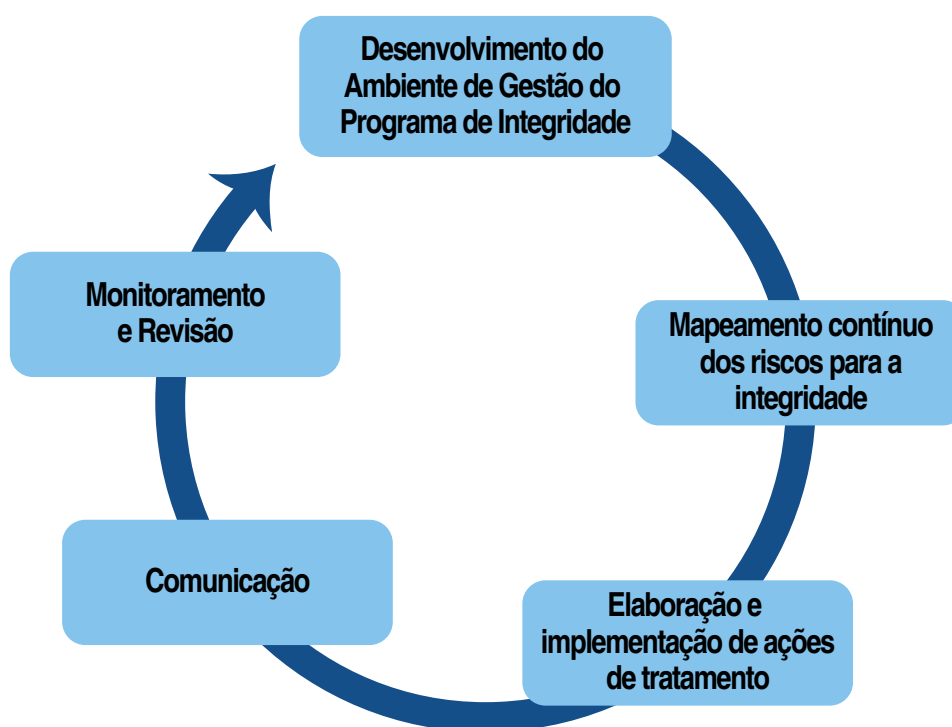 Desenvolvimento do
Ambiente de Gestão do
Programa de Integridade
Mapeamento contínuo
dos riscos para a
integridade
Elaboração e
implementação de ações
de tratamento
Comunicação
Monitoramento
e Revisão